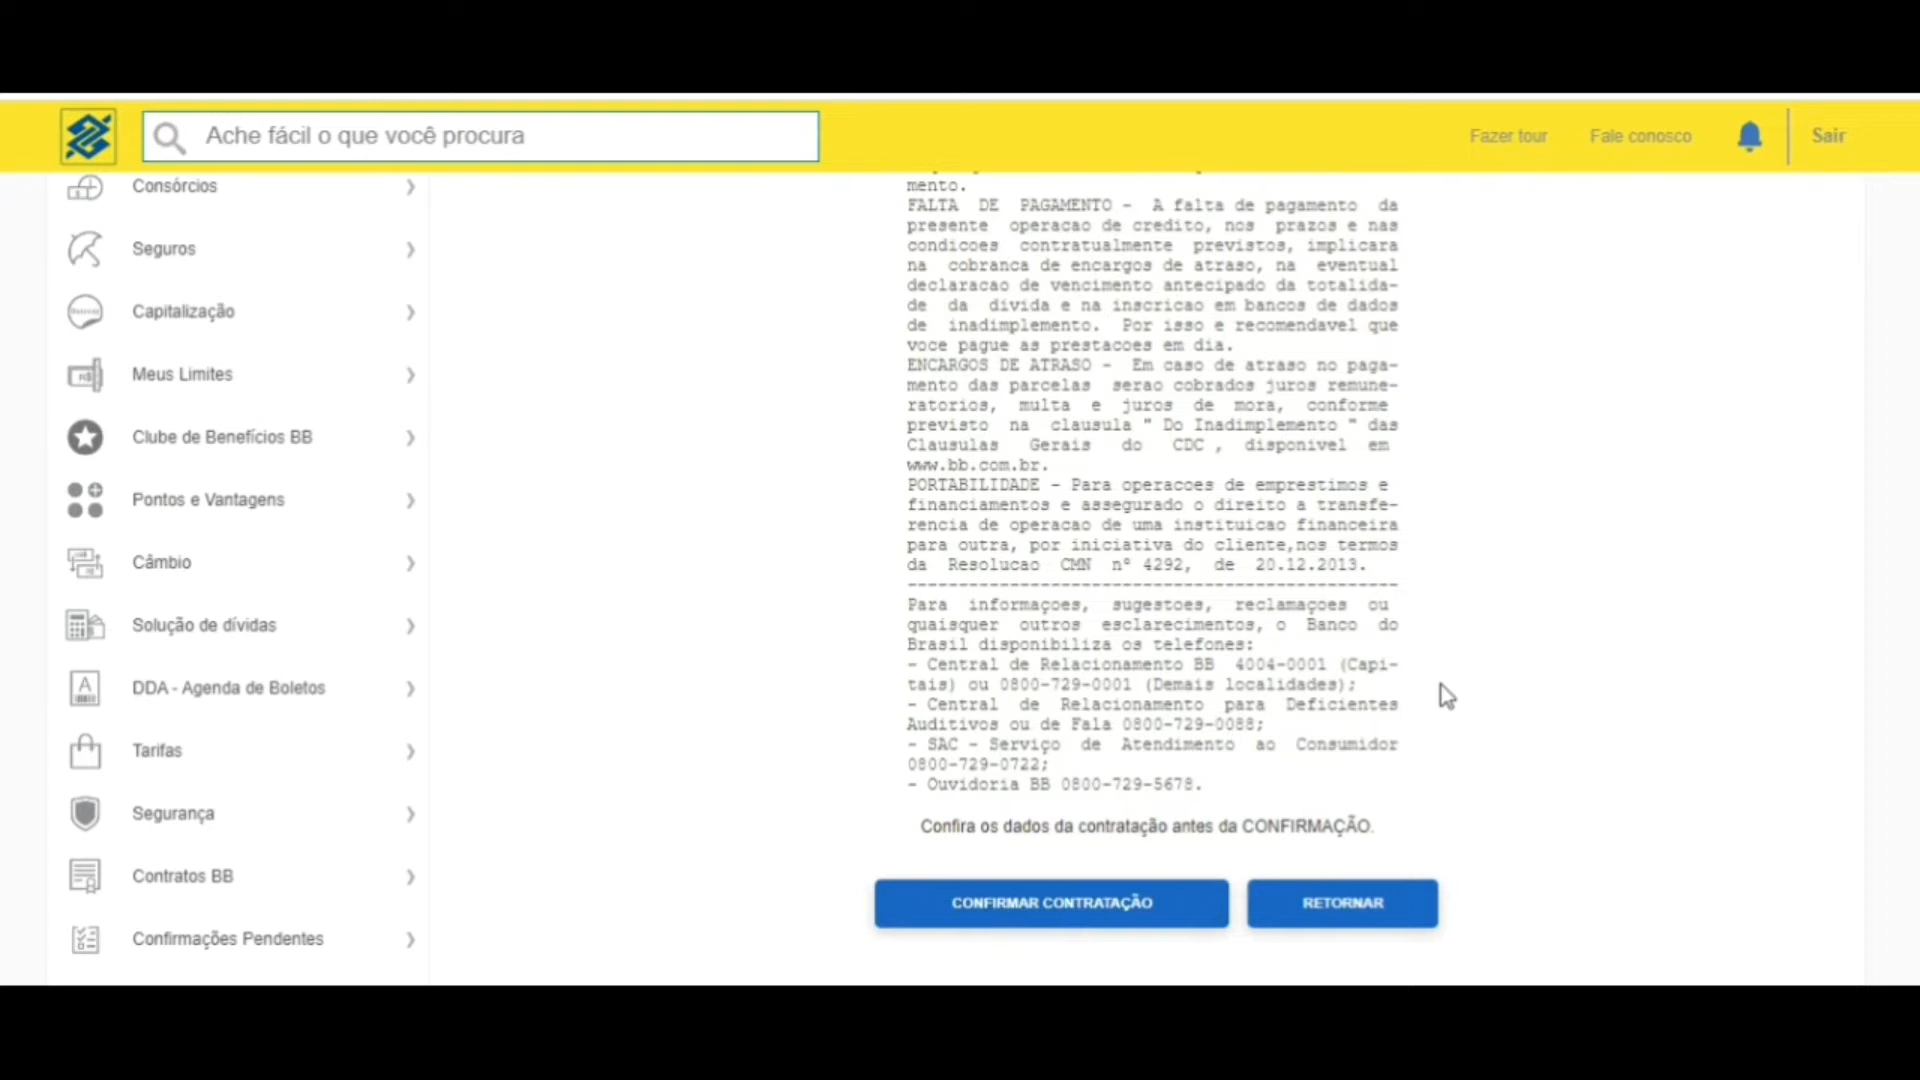 Ache fácil o que você procura
Fazer tour
Fale conosco
Sair
Consórcios
Seguros
Capitalização
Meus Limites
Clube de Benefícios BB
Pontos e Vantagens
Câmbio
Solução de dívidas
DDA - Agenda de Boletos
Tarifas
Segurança
Contratos BB
Confirmações Pendentes
mento.
FALTA DE PAGAMENTO - A falta de pagamento da
presente operacao de credito, nos prazos e nas
condicoes contratualmente previstos, implicara
na cobranca de encargos de atraso, na eventual
declaracao de vencimento antecipado da totalida-
de da divida e na inscricao em bancos de dados
de inadimplemento. Por isso e recomendavel que
voce pague as prestacoes em dia.
ENCARGOS DE ATRASO - Em caso de atraso no paga-
mento das parcelas serao cobrados juros remune-
ratorios, multa e juros de mora, conforme
previsto na clausula " Do Inadimplemento " das
Clausulas Gerais do CDC , disponivel em
www.bb.com.br.
PORTABILIDADE - Para operacoes de emprestimos e
financiamentos e assegurado o direito a transfe-
rencia de operacao de uma instituicao financeira
para outra, por iniciativa do cliente,nos termos
da Resolucao CMN nº 4292, de 20.12.2013.
------------------------------------------------
Para informaçoes, sugestoes, reclamaçoes ou
quaisquer outros esclarecimentos, o Banco do
Brasil disponibiliza os telefones:
- Central de Relacionamento BB 4004-0001 (Capi-
tais) ou 0800-729-0001 (Demais localidades);
- Central de Relacionamento para Deficientes
Auditivos ou de Fala 0800-729-0088;
- SAC - Serviço de Atendimento ao Consumidor
0800-729-0722;
- Ouvidoria BB 0800-729-5678.
Confira os dados da contratação antes da CONFIRMAÇÃO.
CONFIRMAR CONTRATAÇÃO
RETORNAR